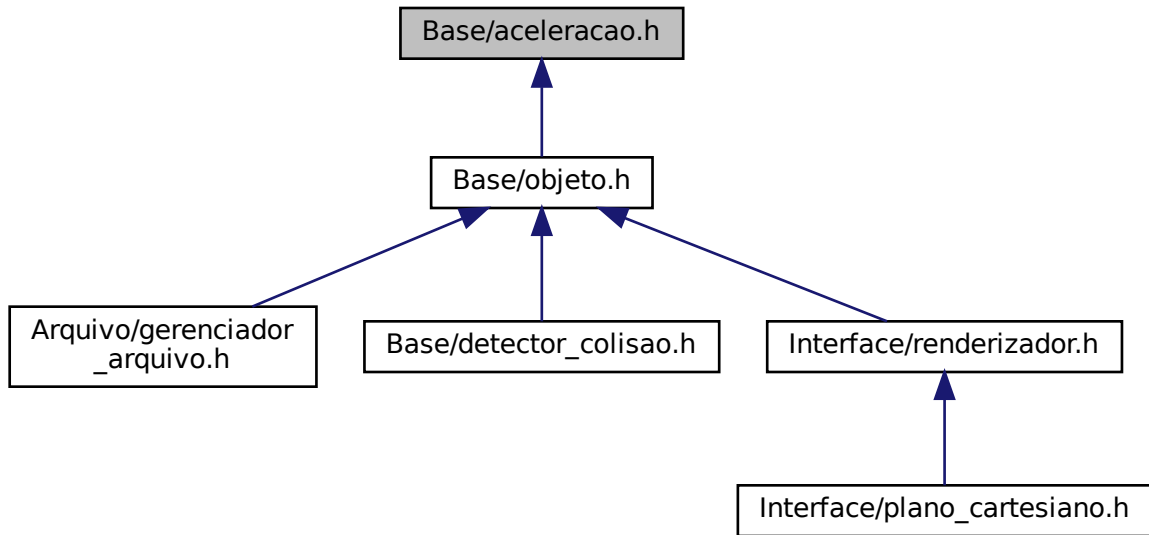 Base/aceleracao.h
Base/objeto.h
Arquivo/gerenciador
_arquivo.h
Base/detector_colisao.h
Interface/renderizador.h
Interface/plano_cartesiano.h